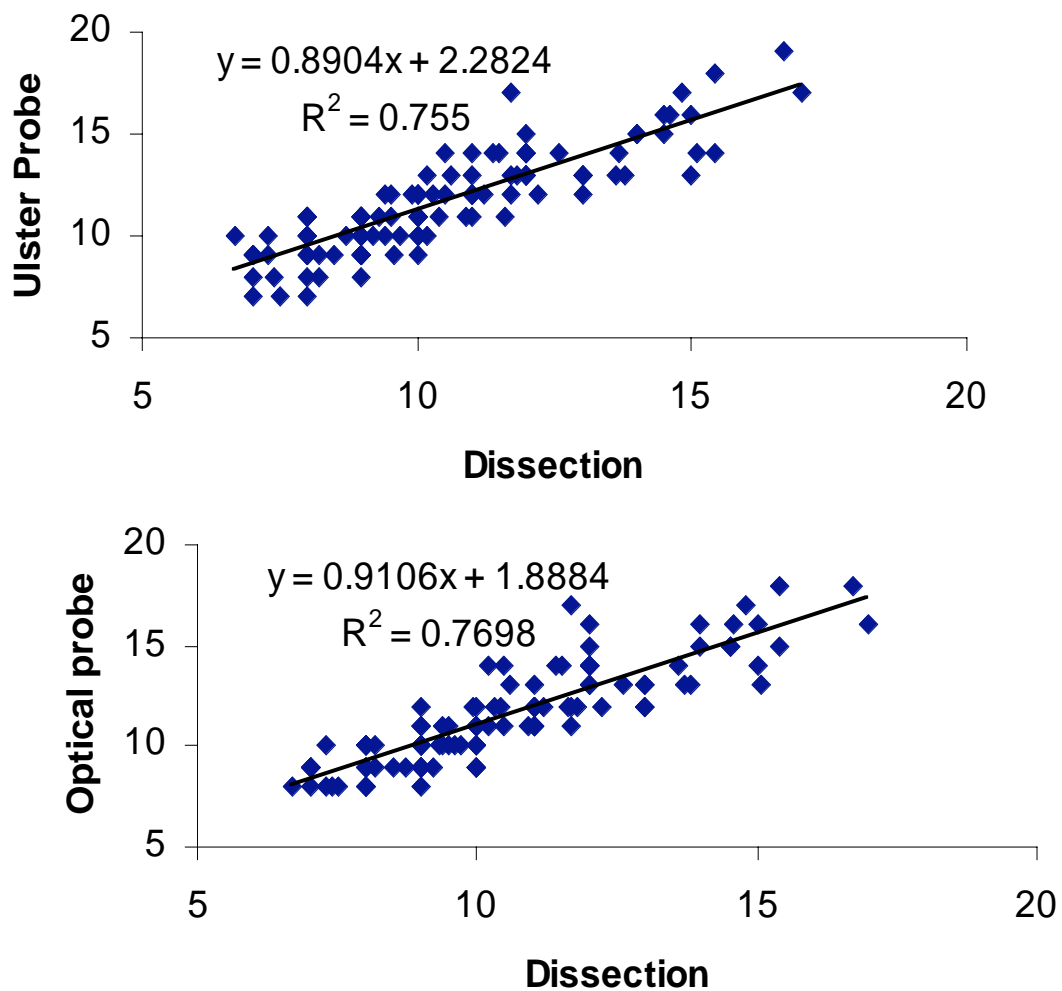 20
y = 0.8904x + 2.2824
R² = 0.755
15
Ulster Probe
10
5
5 10 15 20
Dissection
20
y = 0.9106x + 1.8884
R² = 0.7698
15
Optical probe
10
5
5 10 15 20
Dissection